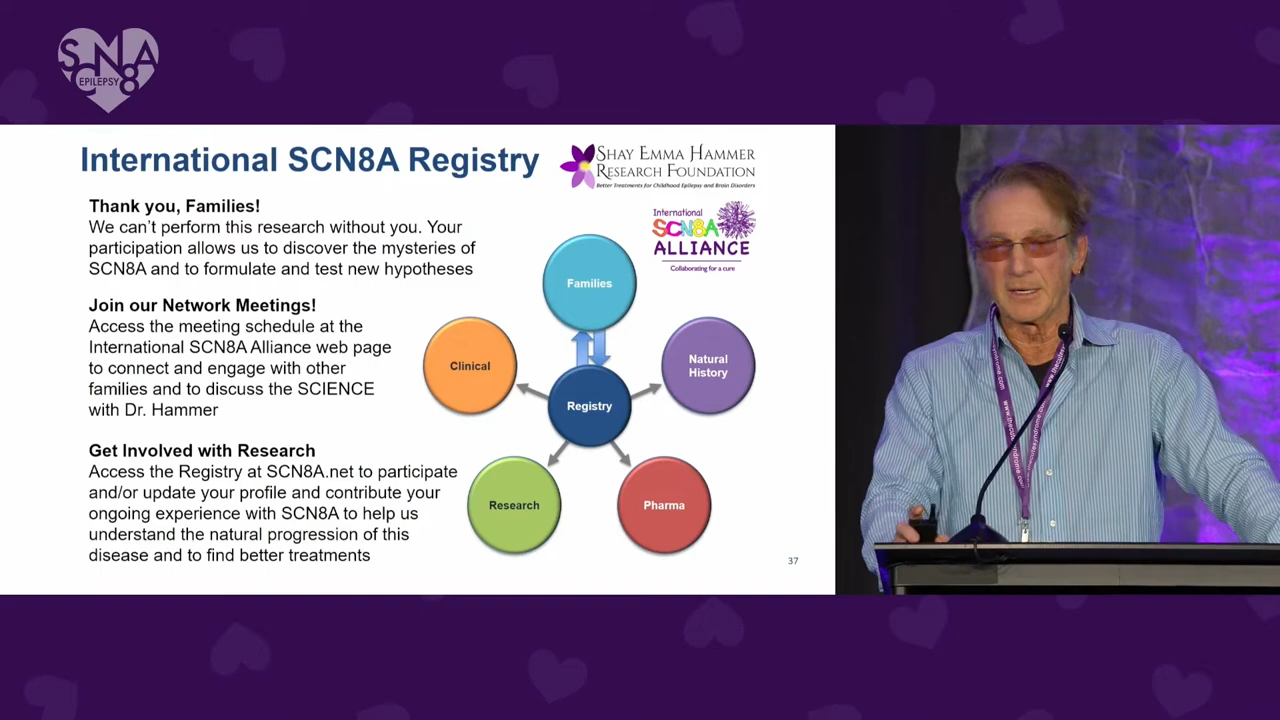 SCN8A
EPILEPSY
International SCN8A Registry
SHAY EMMA HAMMER
RESEARCH FOUNDATION
Better Treatments for Childhood Epilepsy and Brain Disorders
International
SCN8A
ALLIANCE
Collaborating for a cure
Thank you, Families!
We can't perform this research without you. Your
participation allows us to discover the mysteries of
SCN8A and to formulate and test new hypotheses
Join our Network Meetings!
Access the meeting schedule at the
International SCN8A Alliance web page
to connect and engage with other
families and to discuss the SCIENCE
with Dr. Hammer
Get Involved with Research
Access the Registry at SCN8A.net to participate
and/or update your profile and contribute your
ongoing experience with SCN8A to help us
understand the natural progression of this
disease and to find better treatments
Families
Clinical
Natural
History
Registry
Research
Pharma
37